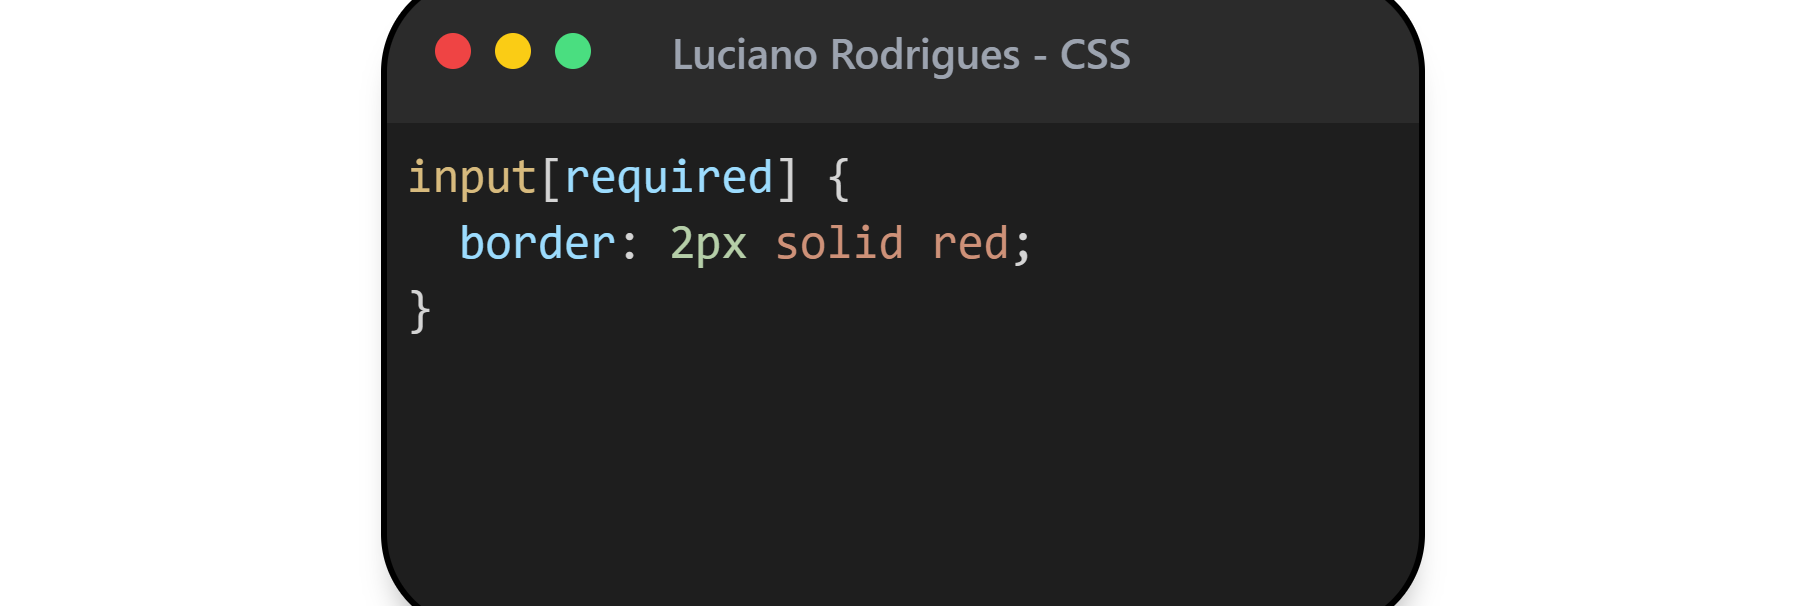 Luciano Rodrigues - CSS
input[required] {
  border: 2px solid red;
}